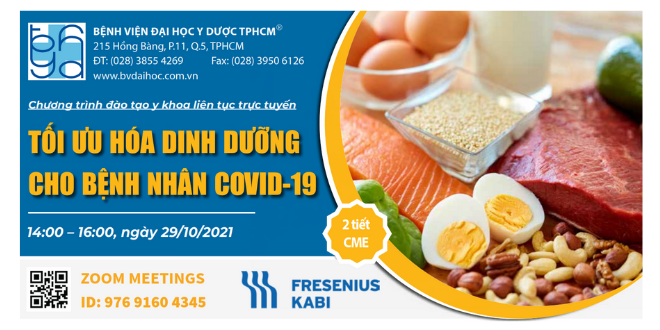 BỆNH VIỆN ĐẠI HỌC Y DƯỢC TPHCM®
215 Hồng Bàng, P.11, Q.5, TPHCM
ĐT: (028) 3855 4269 Fax: (028) 3950 6126
www.bvdaihoc.com.vn
Chương trình đào tạo y khoa liên tục trực tuyến
TỐI ƯU HÓA DINH DƯỠNG
CHO BỆNH NHÂN COVID-19
14:00 – 16:00, ngày 29/10/2021
2 tiết
CME
ZOOM MEETINGS
ID: 976 9160 4345
FRESENIUS
KABI